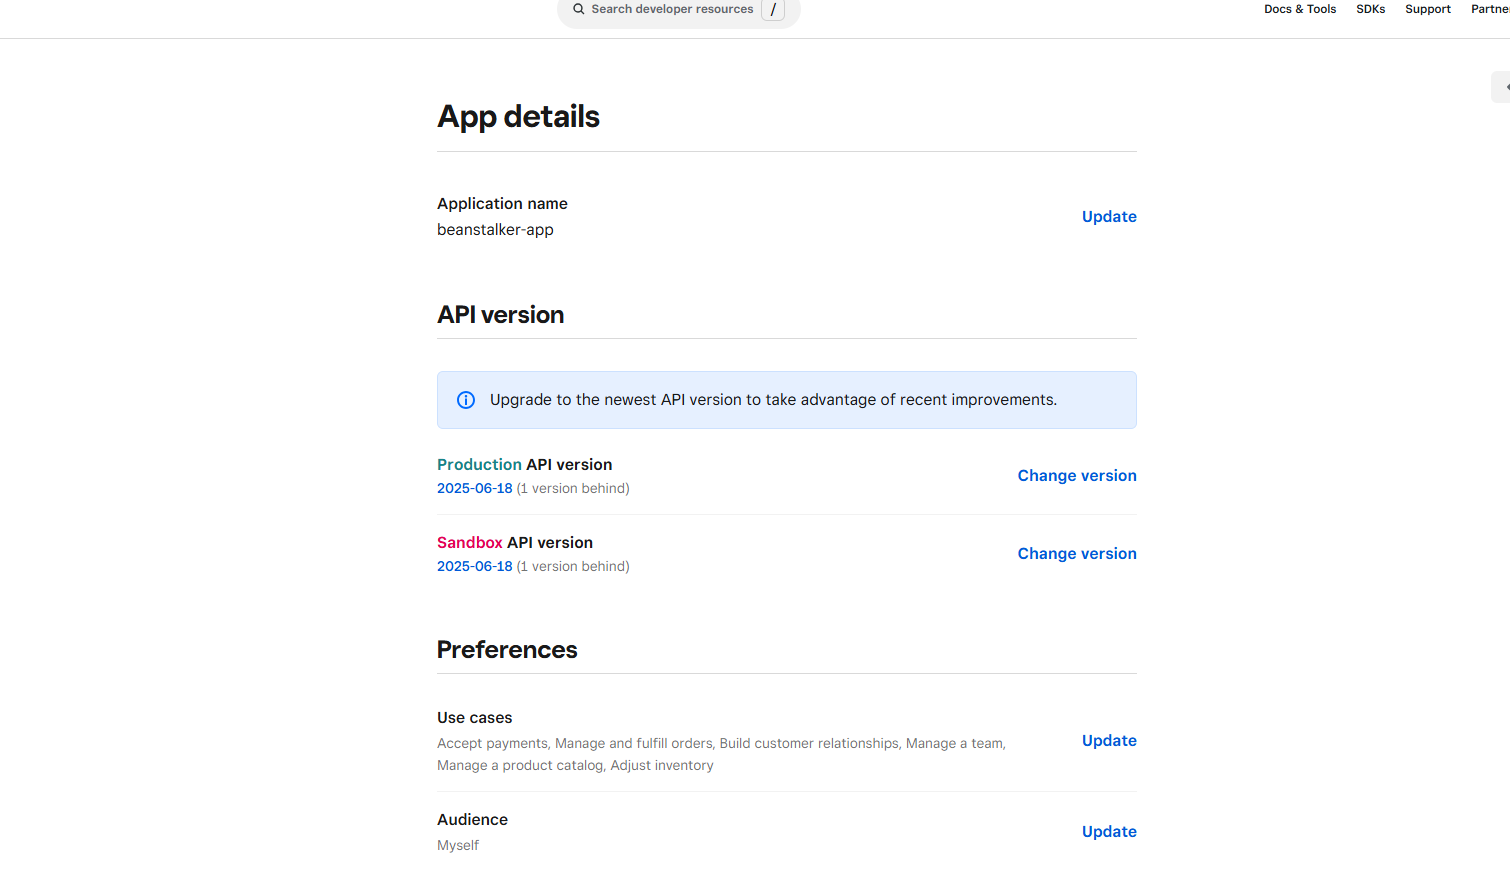 Search developer resources /
Docs & Tools SDKs Support
App details
Application name
beanstalker-app
Update
API version
Upgrade to the newest API version to take advantage of recent improvements.
Production API version
2025-06-18 (1 version behind)
Change version
Sandbox API version
2025-06-18 (1 version behind)
Change version
Preferences
Use cases
Accept payments, Manage and fulfill orders, Build customer relationships, Manage a team,
Manage a product catalog, Adjust inventory
Update
Audience
Myself
Update